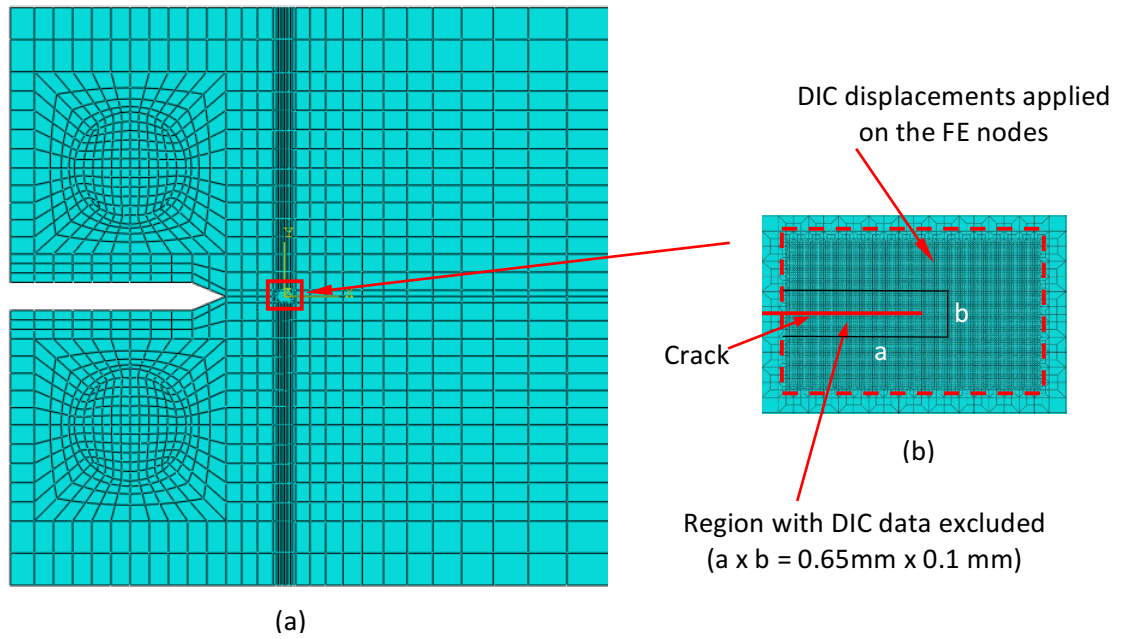 DIC displacements applied
on the FE nodes
Y
Z
X
b
Crack
a
(b)
Region with DIC data excluded
(a x b = 0.65mm x 0.1 mm)
(a)